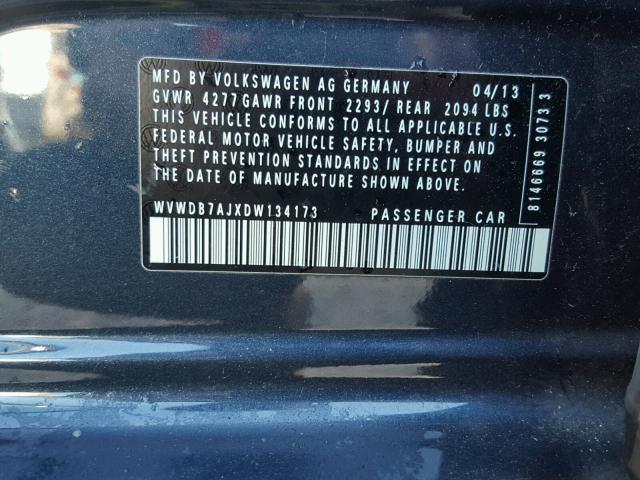 MFD BY VOLKSWAGEN AG GERMANY 04/13
GVWR 4277 GAWR FRONT 2293/ REAR 2094 LBS
THIS VEHICLE CONFORMS TO ALL APPLICABLE U.S.
FEDERAL MOTOR VEHICLE SAFETY, BUMPER AND
THEFT PREVENTION STANDARDS IN EFFECT ON
THE DATE OF MANUFACTURE SHOWN ABOVE.
WVWDB7AJXDW134173 PASSENGER CAR
8146669 3073 3